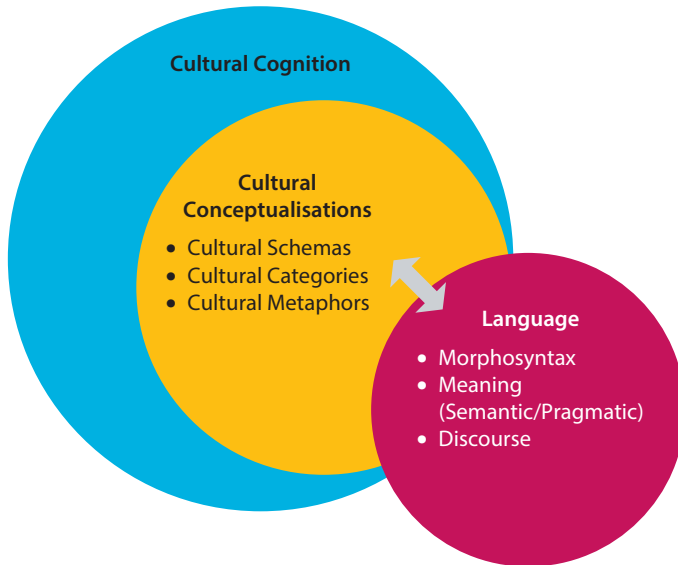 Cultural Cognition
Cultural
Conceptualisations
• Cultural Schemas
• Cultural Categories
• Cultural Metaphors
Language
• Morphosyntax
• Meaning
(Semantic/Pragmatic)
• Discourse